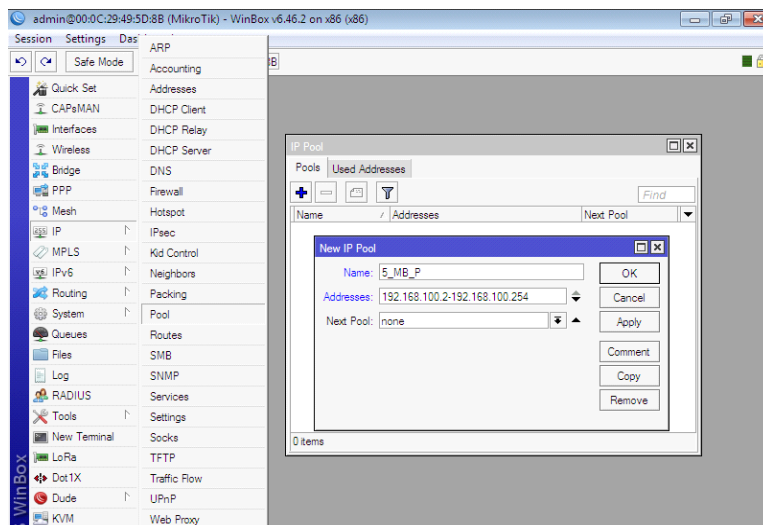 admin@00:0C:29:49:5D:8B (MikroTik) - WinBox v6.46.2 on x86 (x86)
Session Settings Das
Safe Mode
8B
Quick Set
CAPsMAN
Interfaces
Wireless
Bridge
PPP
Mesh
IP
MPLS
IPv6
Routing
System
Queues
Files
Log
RADIUS
Tools
New Terminal
LoRa
Dot1X
Dude
KVM
s WinBox
ARP
Accounting
Addresses
DHCP Client
DHCP Relay
DHCP Server
DNS
Firewall
Hotspot
IPsec
Kid Control
Neighbors
Packing
Pool
Routes
SMB
SNMP
Services
Settings
Socks
TFTP
Traffic Flow
UPnP
Web Proxy
IP Pool
Pools Used Addresses
Find
Name / Addresses Next Pool
New IP Pool
Name: 5_MB_P OK
Addresses: 192.168.100.2-192.168.100.254 Cancel
Next Pool: none Apply
Comment
Copy
Remove
0 items